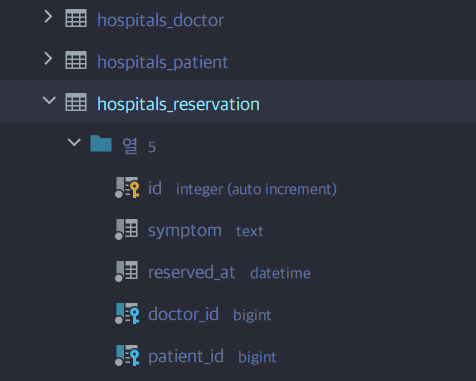 hospitals_doctor
hospitals_patient
hospitals_reservation
열 5
id integer (auto increment)
symptom text
reserved_at datetime
doctor_id bigint
patient_id bigint